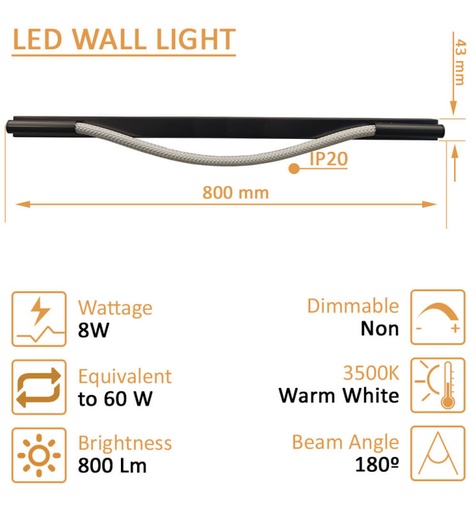 LED WALL LIGHT
43 mm
IP20
800 mm
Wattage
8W
Dimmable
Non
Equivalent
to 60 W
3500K
Warm White
Brightness
800 Lm
Beam Angle
180º